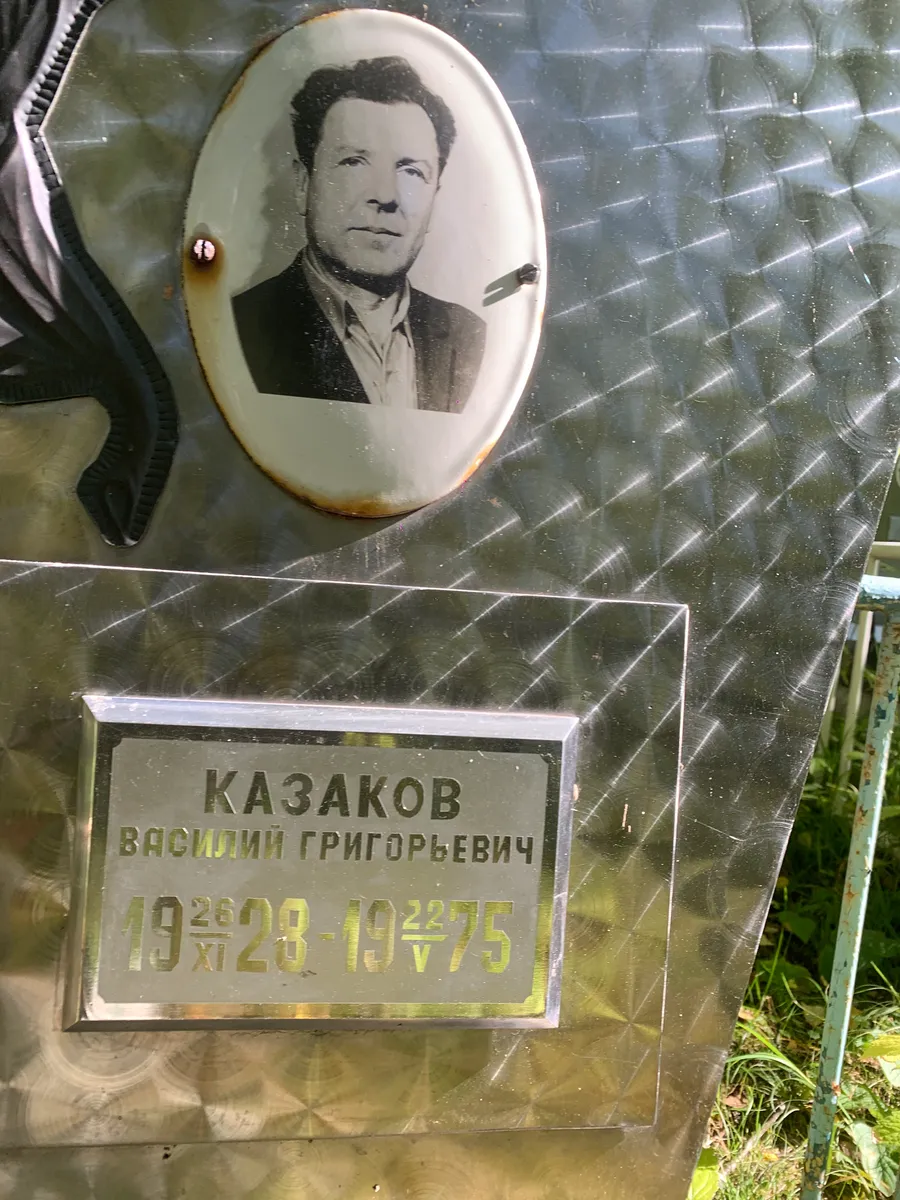 КАЗАКОВ
ВАСИЛИЙ ГРИГОРЬЕВИЧ
19 26/XI 28 - 19 22/V 75